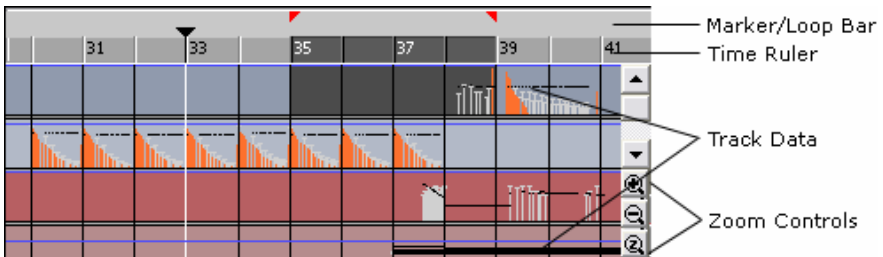 Marker/Loop Bar
31 33 35 37 39 41
Time Ruler
Track Data
Zoom Controls